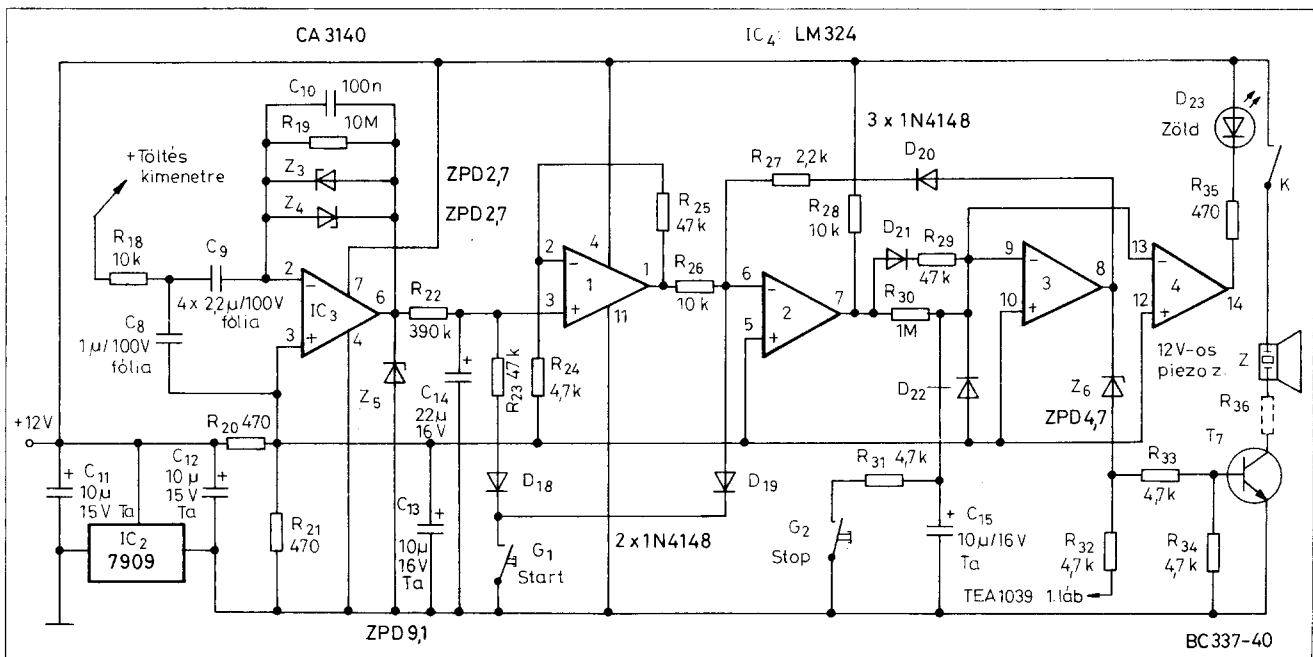 CA 3140
IC4: LM324
C10 100n
R19 10M
Z3
ZPD 2,7
Z4
ZPD 2,7
+Töltés
kimenetre
R18
10k
C9
4 x 2,2µ/100V
fólia
C8
1µ/100V
fólia
2
3
IC3
7
6
4
R22
390k
Z5
C14
22µ
16V
R23 47k
R24
4,7k
R25
47k
2
3
4
1
1
11
R26
10k
R27 2,2k
D20
3 x 1N4148
R28
10k
D21
R29
47k
R30
1M
6
5
2
7
D22
9
10
3
8
13
12
4
14
D23
Zöld
R35
470
K
12V-os
piezo z.
Z
R36
T7
Z6
ZPD 4,7
+12V
R20 470
C11
10µ
15V Ta
C12
10µ
15V
Ta
IC2
7909
R21
470
C13
10µ
16V
Ta
D18
G1
Start
D19
2 x 1N4148
R31 4,7k
G2
Stop
C15
10µ/16V
Ta
R33
4,7k
R32
4,7k
R34
4,7k
TEA1039 1.láb
ZPD 9,1
BC 337-40